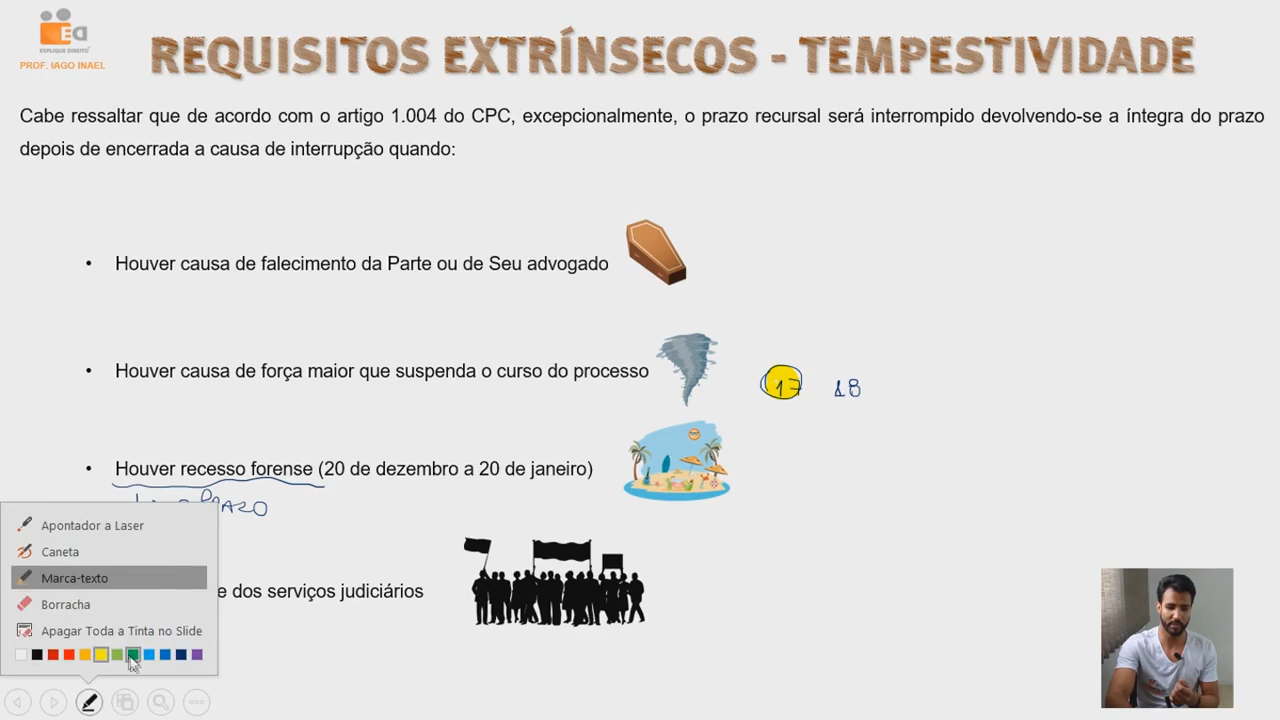 ED
EXPLIQUE DIREITO
PROF. IAGO INAEL
REQUISITOS EXTRÍNSECOS - TEMPESTIVIDADE
Cabe ressaltar que de acordo com o artigo 1.004 do CPC, excepcionalmente, o prazo recursal será interrompido devolvendo-se a íntegra do prazo
depois de encerrada a causa de interrupção quando:
• Houver causa de falecimento da Parte ou de Seu advogado
• Houver causa de força maior que suspenda o curso do processo
17 18
• Houver recesso forense (20 de dezembro a 20 de janeiro)
PRAZO
e dos serviços judiciários
Apontador a Laser
Caneta
Marca-texto
Borracha
Apagar Toda a Tinta no Slide